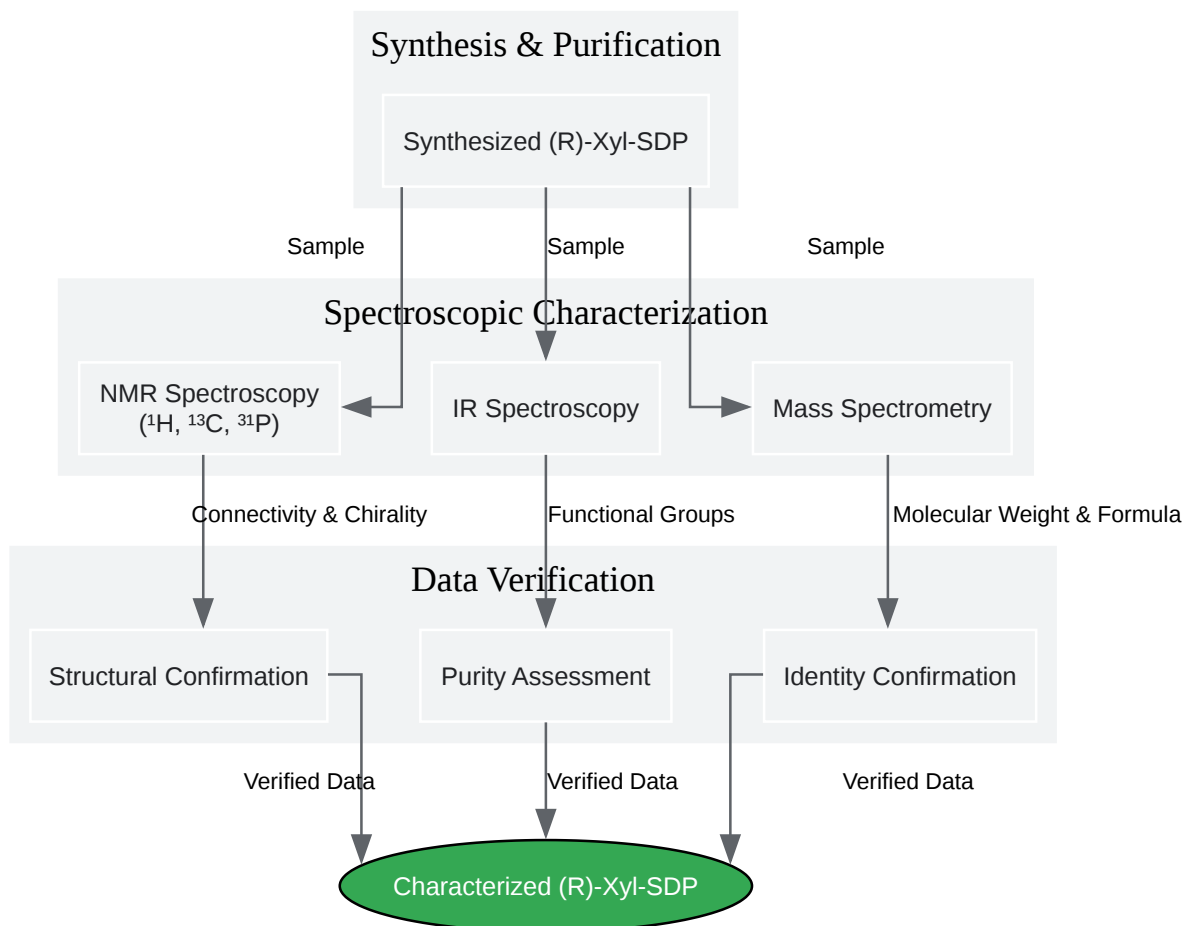 Synthesis & Purification
Synthesized (R)-Xyl-SDP
Sample
Sample
Sample
Spectroscopic Characterization
NMR Spectroscopy
(¹H, ¹³C, ³¹P)
IR Spectroscopy
Mass Spectrometry
Connectivity & Chirality
Functional Groups
Molecular Weight & Formula
Data Verification
Structural Confirmation
Purity Assessment
Identity Confirmation
Verified Data
Verified Data
Verified Data
Characterized (R)-Xyl-SDP